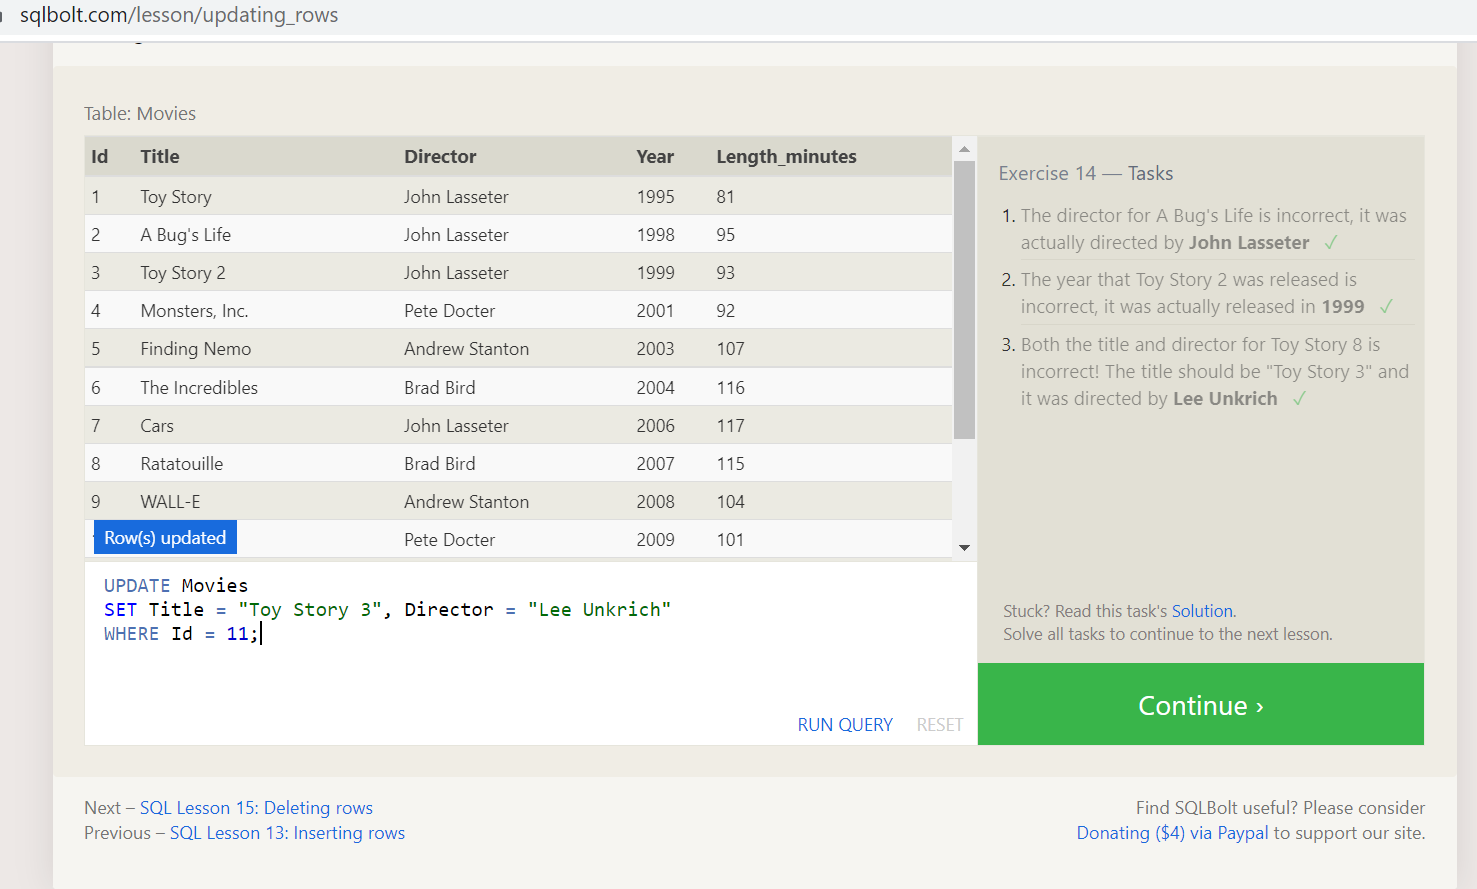 sqlbolt.com/lesson/updating_rows
Table: Movies
Id Title Director Year Length_minutes
1 Toy Story John Lasseter 1995 81
2 A Bug's Life John Lasseter 1998 95
3 Toy Story 2 John Lasseter 1999 93
4 Monsters, Inc. Pete Docter 2001 92
5 Finding Nemo Andrew Stanton 2003 107
6 The Incredibles Brad Bird 2004 116
7 Cars John Lasseter 2006 117
8 Ratatouille Brad Bird 2007 115
9 WALL-E Andrew Stanton 2008 104
Row(s) updated Pete Docter 2009 101
UPDATE Movies
SET Title = "Toy Story 3", Director = "Lee Unkrich"
WHERE Id = 11;
RUN QUERY RESET
Exercise 14 — Tasks
1. The director for A Bug's Life is incorrect, it was
actually directed by John Lasseter ✓
2. The year that Toy Story 2 was released is
incorrect, it was actually released in 1999 ✓
3. Both the title and director for Toy Story 8 is
incorrect! The title should be "Toy Story 3" and
it was directed by Lee Unkrich ✓
Stuck? Read this task's Solution.
Solve all tasks to continue to the next lesson.
Continue ›
Next – SQL Lesson 15: Deleting rows
Previous – SQL Lesson 13: Inserting rows
Find SQLBolt useful? Please consider
Donating ($4) via Paypal to support our site.